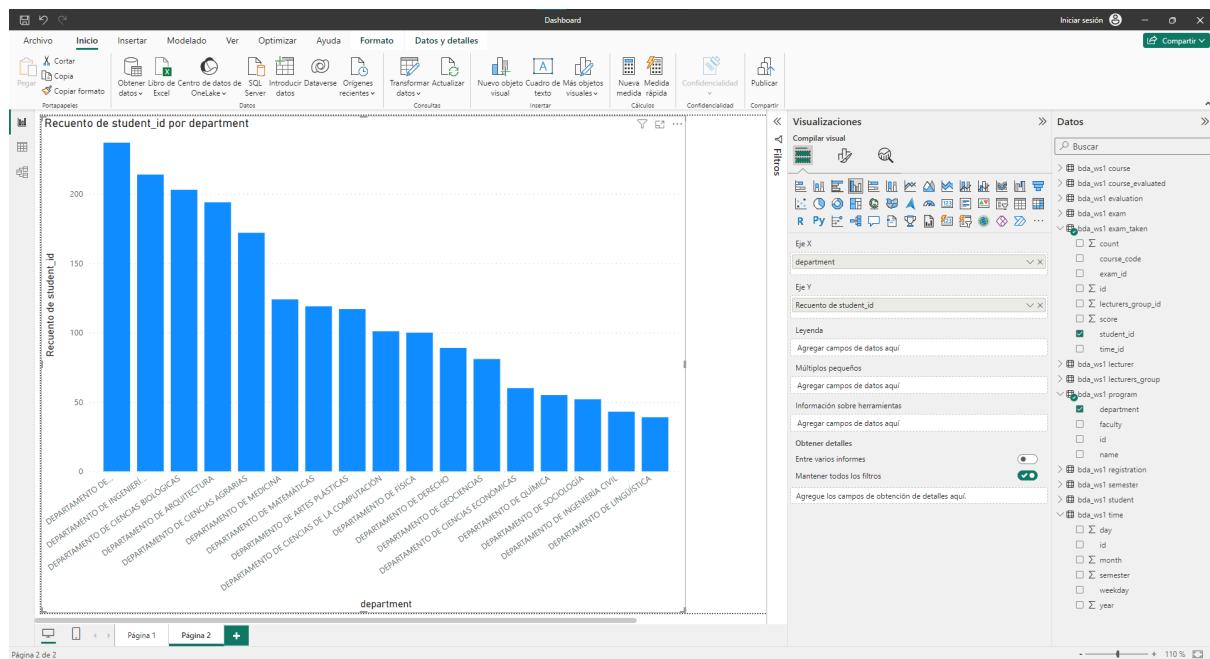 Dashboard
Iniciar sesión
Archivo Inicio Insertar Modelado Ver Optimizar Ayuda Formato Datos y detalles
Compartir
Pegar
Cortar
Copia
Copiar formato
Portapapeles
Obtener datos
Libro de Excel
Centro de datos de OneLake
SQL Server
Introducir datos
Dataverse
Orígenes recientes
Datos
Transformar datos
Actualizar
Consultas
Nuevo objeto visual
Cuadro de texto
Más objetos visuales
Insertar
Nueva medida
Medida rápida
Cálculos
Confidencialidad
Confidencialidad
Publicar
Compartir
Recuento de student_id por department
Recuento de student_id
200
150
100
50
0
DEPARTAMENTO DE...
DEPARTAMENTO DE INGENIERÍ...
DEPARTAMENTO DE CIENCIAS BIOLÓGICAS
DEPARTAMENTO DE ARQUITECTURA
DEPARTAMENTO DE CIENCIAS AGRARIAS
DEPARTAMENTO DE MEDICINA
DEPARTAMENTO DE MATEMÁTICAS
DEPARTAMENTO DE ARTES PLÁSTICAS
DEPARTAMENTO DE CIENCIAS DE LA COMPUTACIÓN
DEPARTAMENTO DE FÍSICA
DEPARTAMENTO DE DERECHO
DEPARTAMENTO DE GEOCIENCIAS
DEPARTAMENTO DE CIENCIAS ECONÓMICAS
DEPARTAMENTO DE QUÍMICA
DEPARTAMENTO DE SOCIOLOGÍA
DEPARTAMENTO DE INGENIERIA CIVIL
DEPARTAMENTO DE LINGÜÍSTICA
department
Filtros
Visualizaciones
Compilar visual
123
R Py
Eje X
department
Eje Y
Recuento de student_id
Leyenda
Agregar campos de datos aquí
Múltiplos pequeños
Agregar campos de datos aquí
Información sobre herramientas
Agregar campos de datos aquí
Obtener detalles
Entre varios informes
Mantener todos los filtros
Agregue los campos de obtención de detalles aquí.
Datos
Buscar
bda_ws1 course
bda_ws1 course_evaluated
bda_ws1 evaluation
bda_ws1 exam
bda_ws1 exam_taken
∑ count
course_code
exam_id
∑ id
∑ lecturers_group_id
∑ score
student_id
time_id
bda_ws1 lecturer
bda_ws1 lecturers_group
bda_ws1 program
department
faculty
id
name
bda_ws1 registration
bda_ws1 semester
bda_ws1 student
bda_ws1 time
∑ day
id
∑ month
∑ semester
weekday
∑ year
Página 1 Página 2 +
Página 2 de 2
- + 110 %